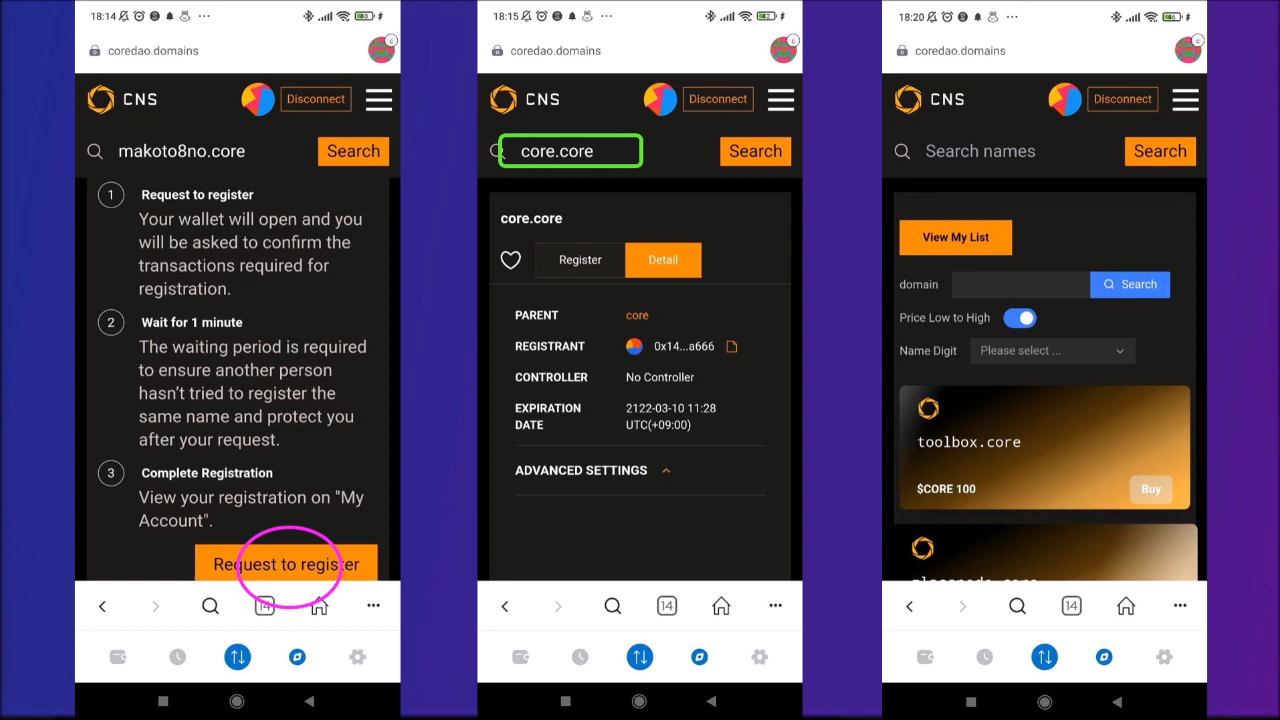 18:14
40
coredao.domains
C
CNS
Disconnect
makoto8no.core
Search
1
Request to register
Your wallet will open and you
will be asked to confirm the
transactions required for
registration.
2
Wait for 1 minute
The waiting period is required
to ensure another person
hasn't tried to register the
same name and protect you
after your request.
3
Complete Registration
View your registration on "My
Account".
Request to register
14
18:15
42
coredao.domains
C
CNS
Disconnect
core.core
Search
core.core
Register
Detail
PARENT
core
REGISTRANT
0x14...a666
CONTROLLER
No Controller
EXPIRATION
DATE
2122-03-10 11:28
UTC(+09:00)
ADVANCED SETTINGS
14
18:20
46
coredao.domains
C
CNS
Disconnect
Search names
Search
View My List
domain
Search
Price Low to High
Name Digit
Please select ...
toolbox.core
$CORE 100
Buy
glassnode.core
14